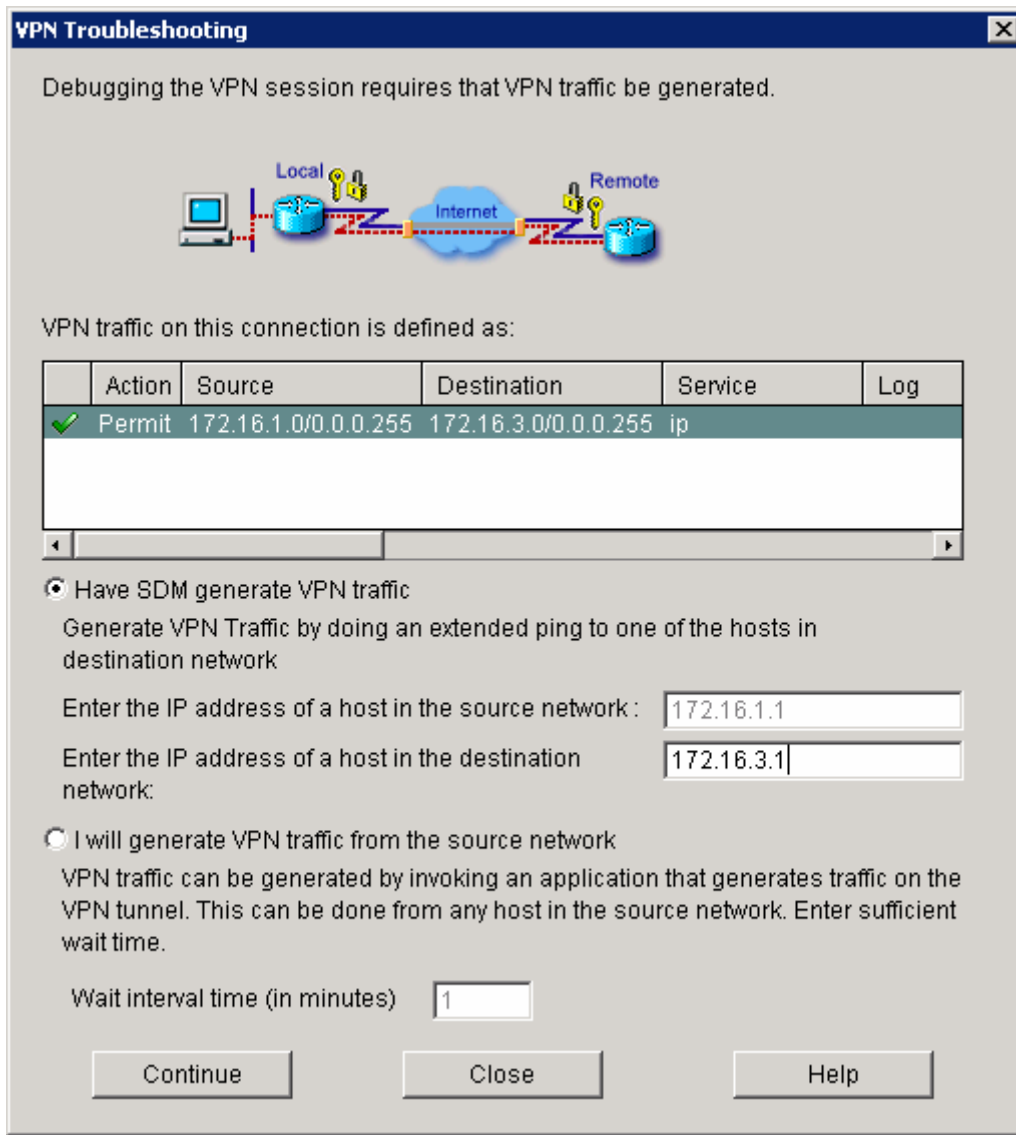 VPN Troubleshooting
Debugging the VPN session requires that VPN traffic be generated.
Local
Remote
Internet
VPN traffic on this connection is defined as:
Action Source Destination Service Log
Permit 172.16.1.0/0.0.0.255 172.16.3.0/0.0.0.255 ip
Have SDM generate VPN traffic
Generate VPN Traffic by doing an extended ping to one of the hosts in
destination network
Enter the IP address of a host in the source network : 172.16.1.1
Enter the IP address of a host in the destination 172.16.3.1
network:
I will generate VPN traffic from the source network
VPN traffic can be generated by invoking an application that generates traffic on the
VPN tunnel. This can be done from any host in the source network. Enter sufficient
wait time.
Wait interval time (in minutes) 1
Continue Close Help